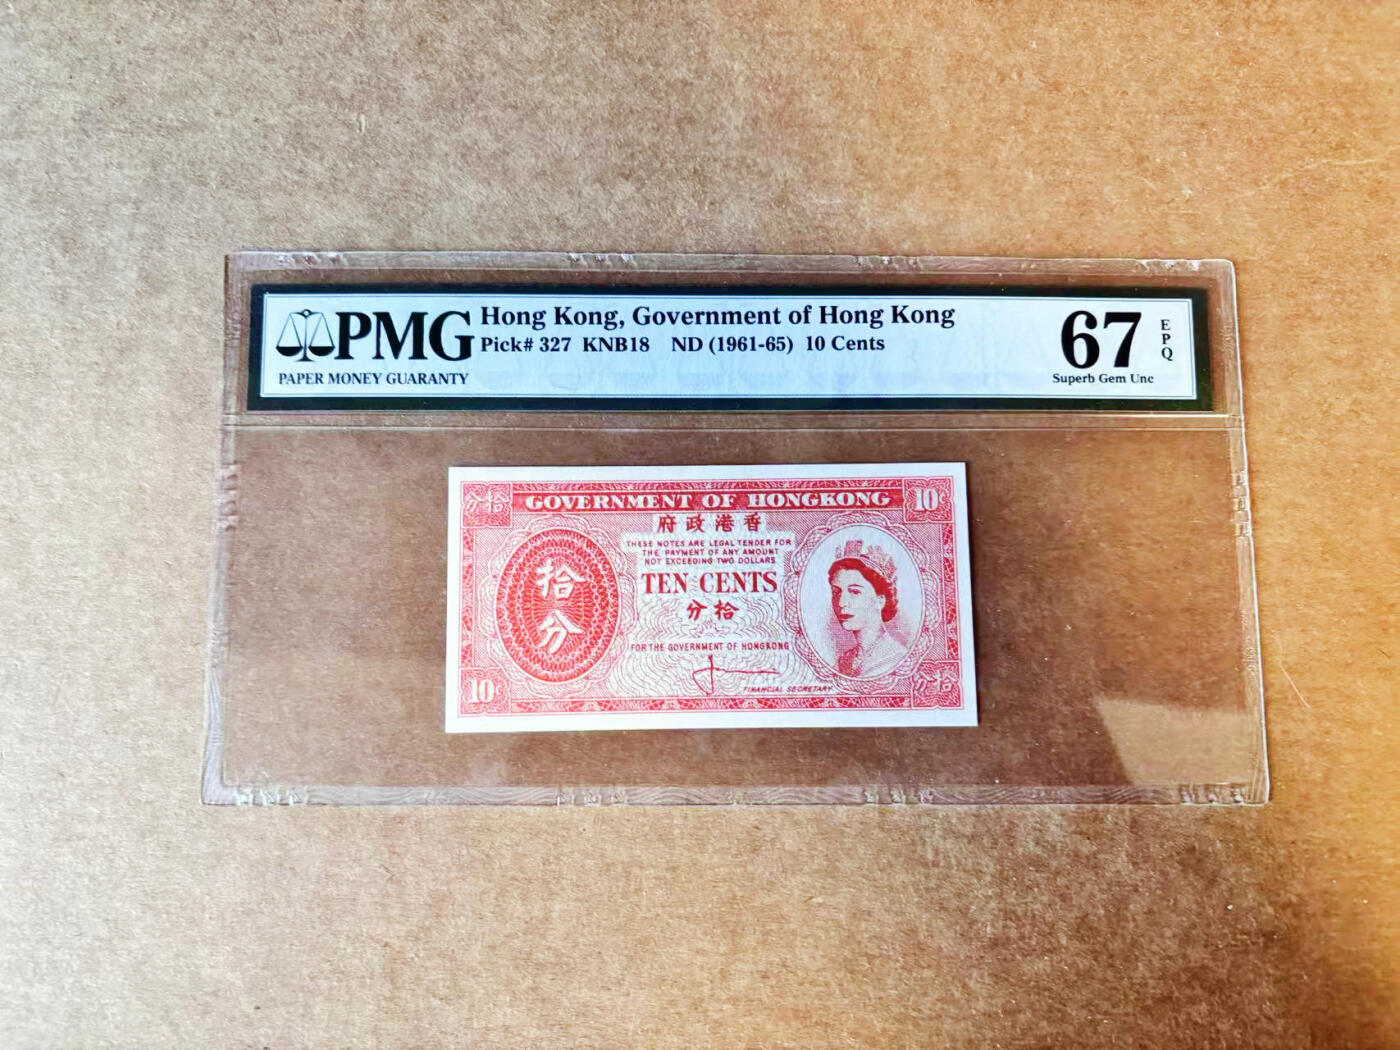 PMG
PAPER MONEY GUARANTY
Hong Kong, Government of Hong Kong
Pick# 327 KNB18 ND (1961-65) 10 Cents
67
EPQ
Superb Gem Unc
分拾
GOVERNMENT OF HONGKONG
10¢
府政港香
THESE NOTES ARE LEGAL TENDER FOR
THE PAYMENT OF ANY AMOUNT
NOT EXCEEDING TWO DOLLARS
TEN CENTS
分拾
拾
分
FOR THE GOVERNMENT OF HONGKONG
FINANCIAL SECRETARY
10¢
分拾